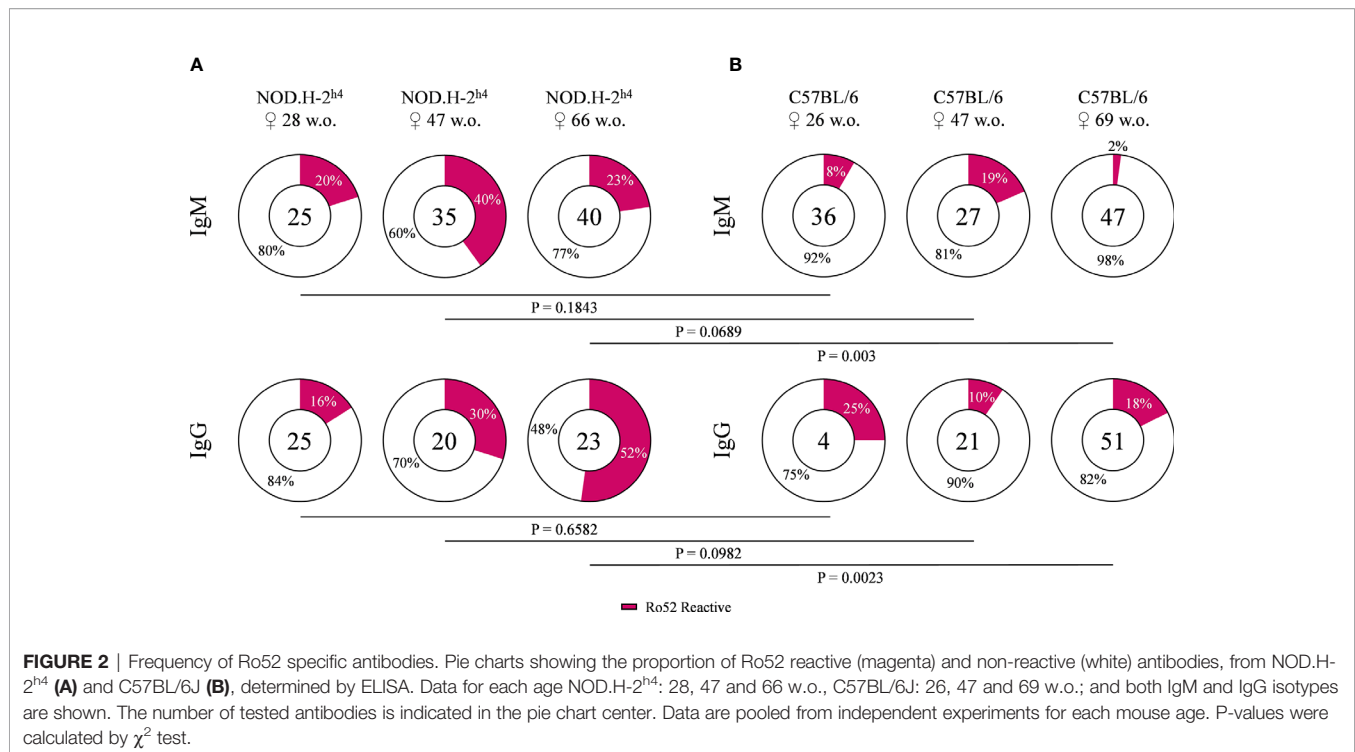 A B
NOD.H-2ʰ⁴ NOD.H-2ʰ⁴ NOD.H-2ʰ⁴ C57BL/6 C57BL/6 C57BL/6
♀ 28 w.o. ♀ 47 w.o. ♀ 66 w.o. ♀ 26 w.o. ♀ 47 w.o. ♀ 69 w.o.
IgM
20% 25 80%
40% 35 60%
23% 40 77%
IgM
8% 36 92%
19% 27 81%
2% 47 98%
P = 0.1843
P = 0.0689
P = 0.003
IgG
16% 25 84%
30% 20 70%
48% 23 52%
IgG
25% 4 75%
10% 21 90%
18% 51 82%
P = 0.6582
P = 0.0982
P = 0.0023
Ro52 Reactive
FIGURE 2 | Frequency of Ro52 specific antibodies. Pie charts showing the proportion of Ro52 reactive (magenta) and non-reactive (white) antibodies, from NOD.H-
2ʰ⁴ (A) and C57BL/6J (B), determined by ELISA. Data for each age NOD.H-2ʰ⁴: 28, 47 and 66 w.o., C57BL/6J: 26, 47 and 69 w.o.; and both IgM and IgG isotypes
are shown. The number of tested antibodies is indicated in the pie chart center. Data are pooled from independent experiments for each mouse age. P-values were
calculated by χ² test.